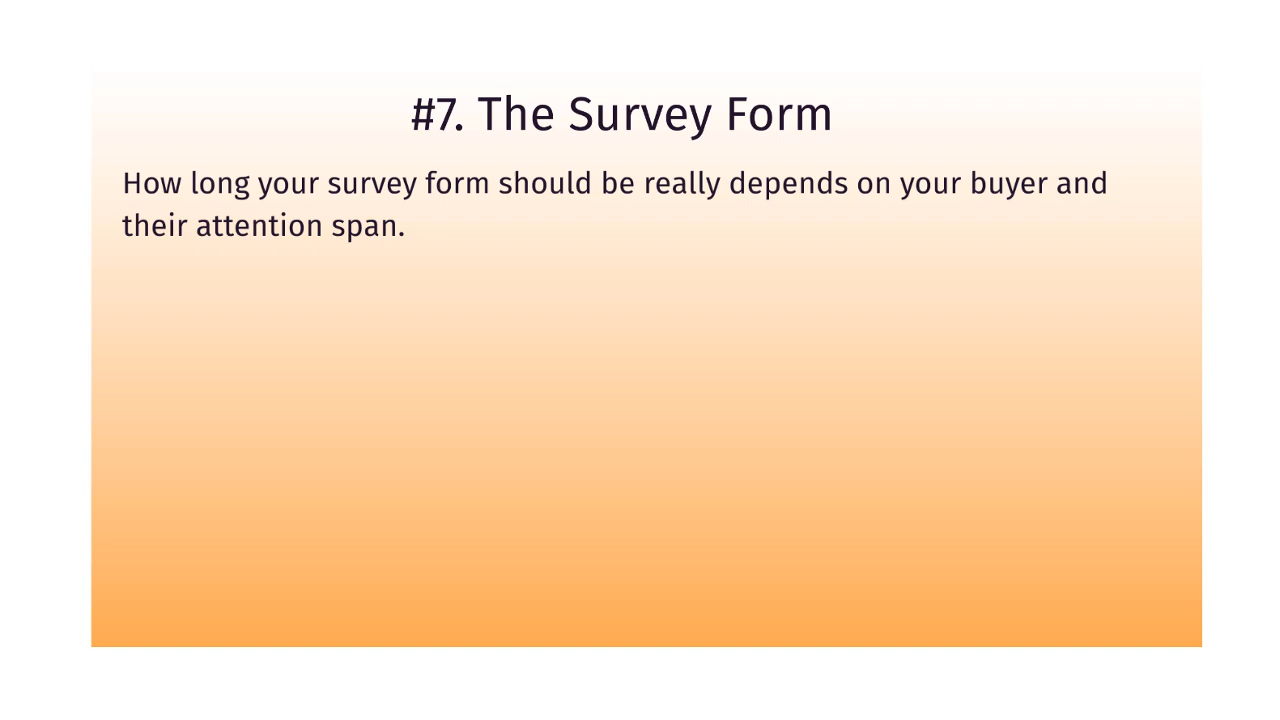 #7. The Survey Form
How long your survey form should be really depends on your buyer and
their attention span.